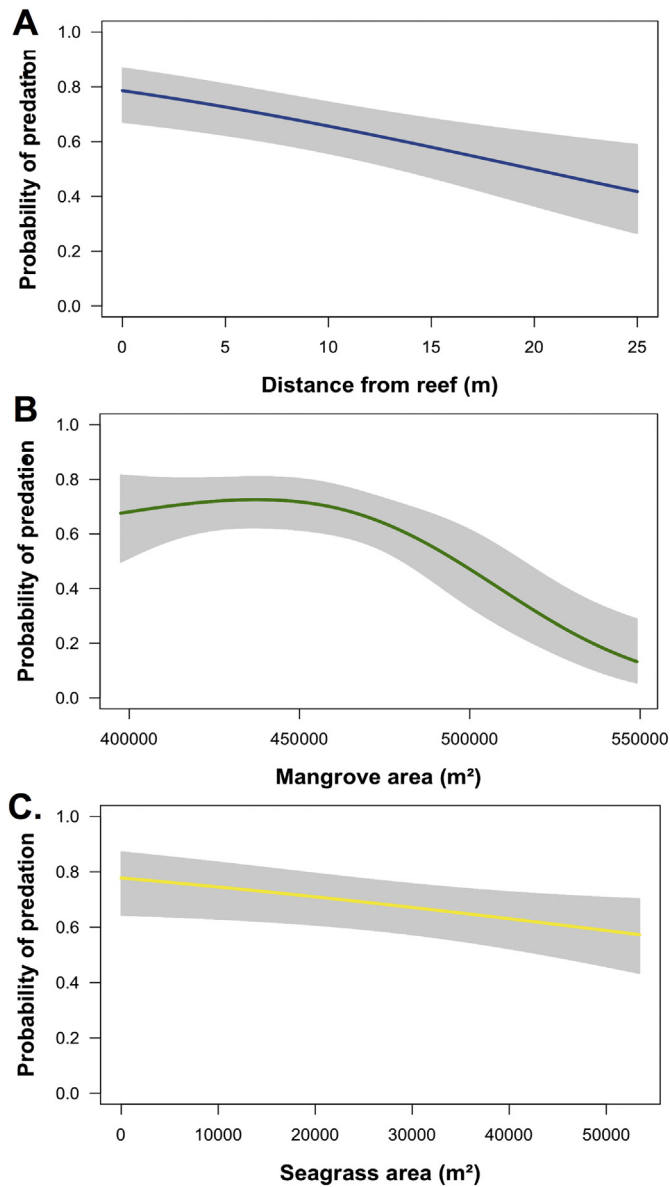 A
Probability of predation
1.0
0.8
0.6
0.4
0.2
0.0
0 5 10 15 20 25
Distance from reef (m)
B
Probability of predation
1.0
0.8
0.6
0.4
0.2
0.0
400000 450000 500000 550000
Mangrove area (m²)
C.
Probability of predation
1.0
0.8
0.6
0.4
0.2
0.0
0 10000 20000 30000 40000 50000
Seagrass area (m²)